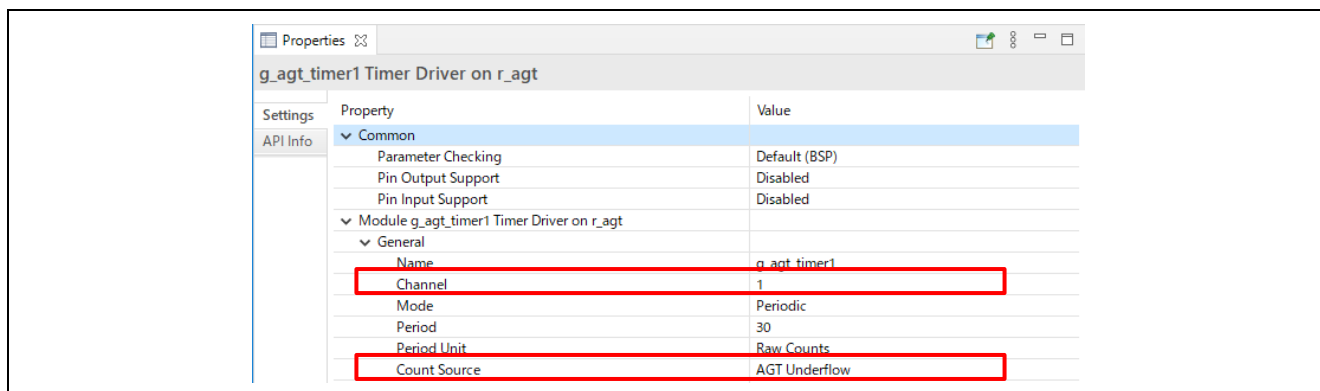 Properties
g_agt_timer1 Timer Driver on r_agt
Settings
API Info
Property Value
Common
Parameter Checking Default (BSP)
Pin Output Support Disabled
Pin Input Support Disabled
Module g_agt_timer1 Timer Driver on r_agt
General
Name g_agt_timer1
Channel 1
Mode Periodic
Period 30
Period Unit Raw Counts
Count Source AGT Underflow